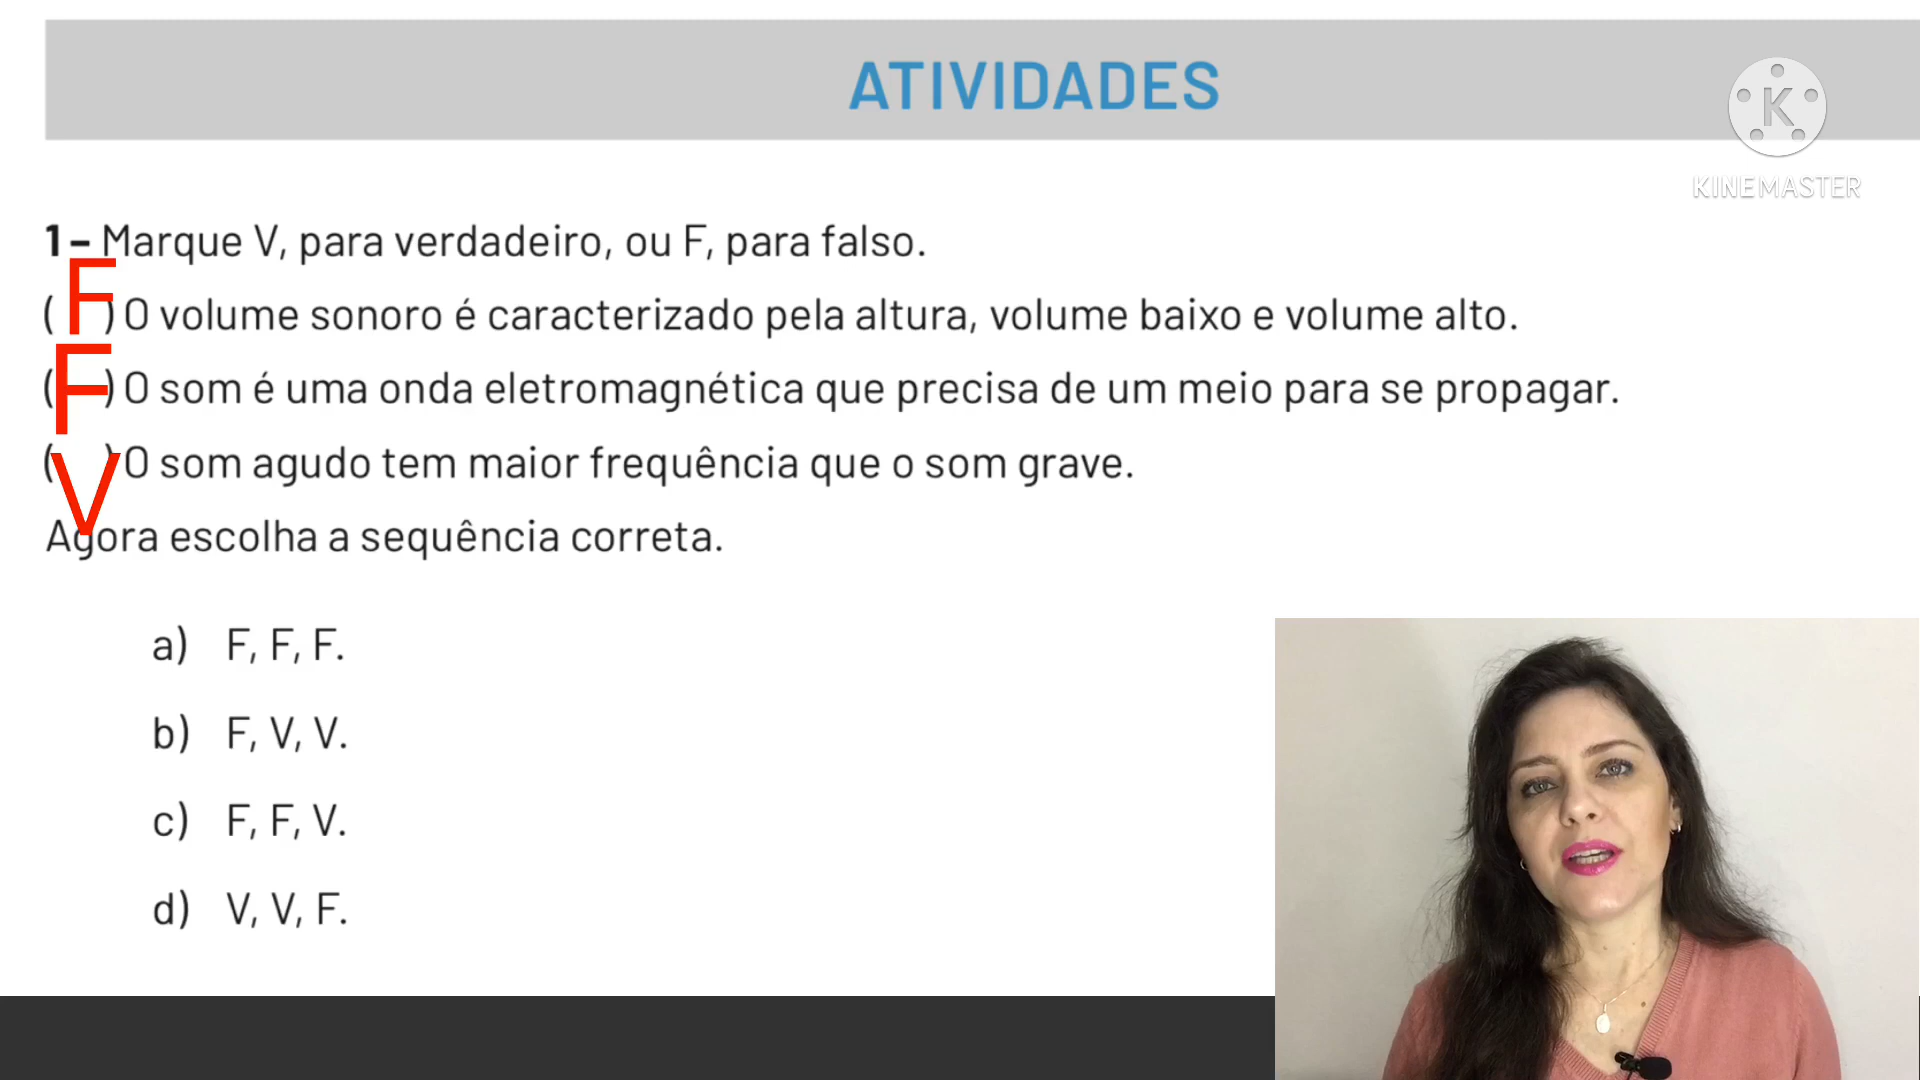 ATIVIDADES
K
KINEMASTER
1 – Marque V, para verdadeiro, ou F, para falso.
( F ) O volume sonoro é caracterizado pela altura, volume baixo e volume alto.
( F ) O som é uma onda eletromagnética que precisa de um meio para se propagar.
( V ) O som agudo tem maior frequência que o som grave.
Agora escolha a sequência correta.
a) F, F, F.
b) F, V, V.
c) F, F, V.
d) V, V, F.